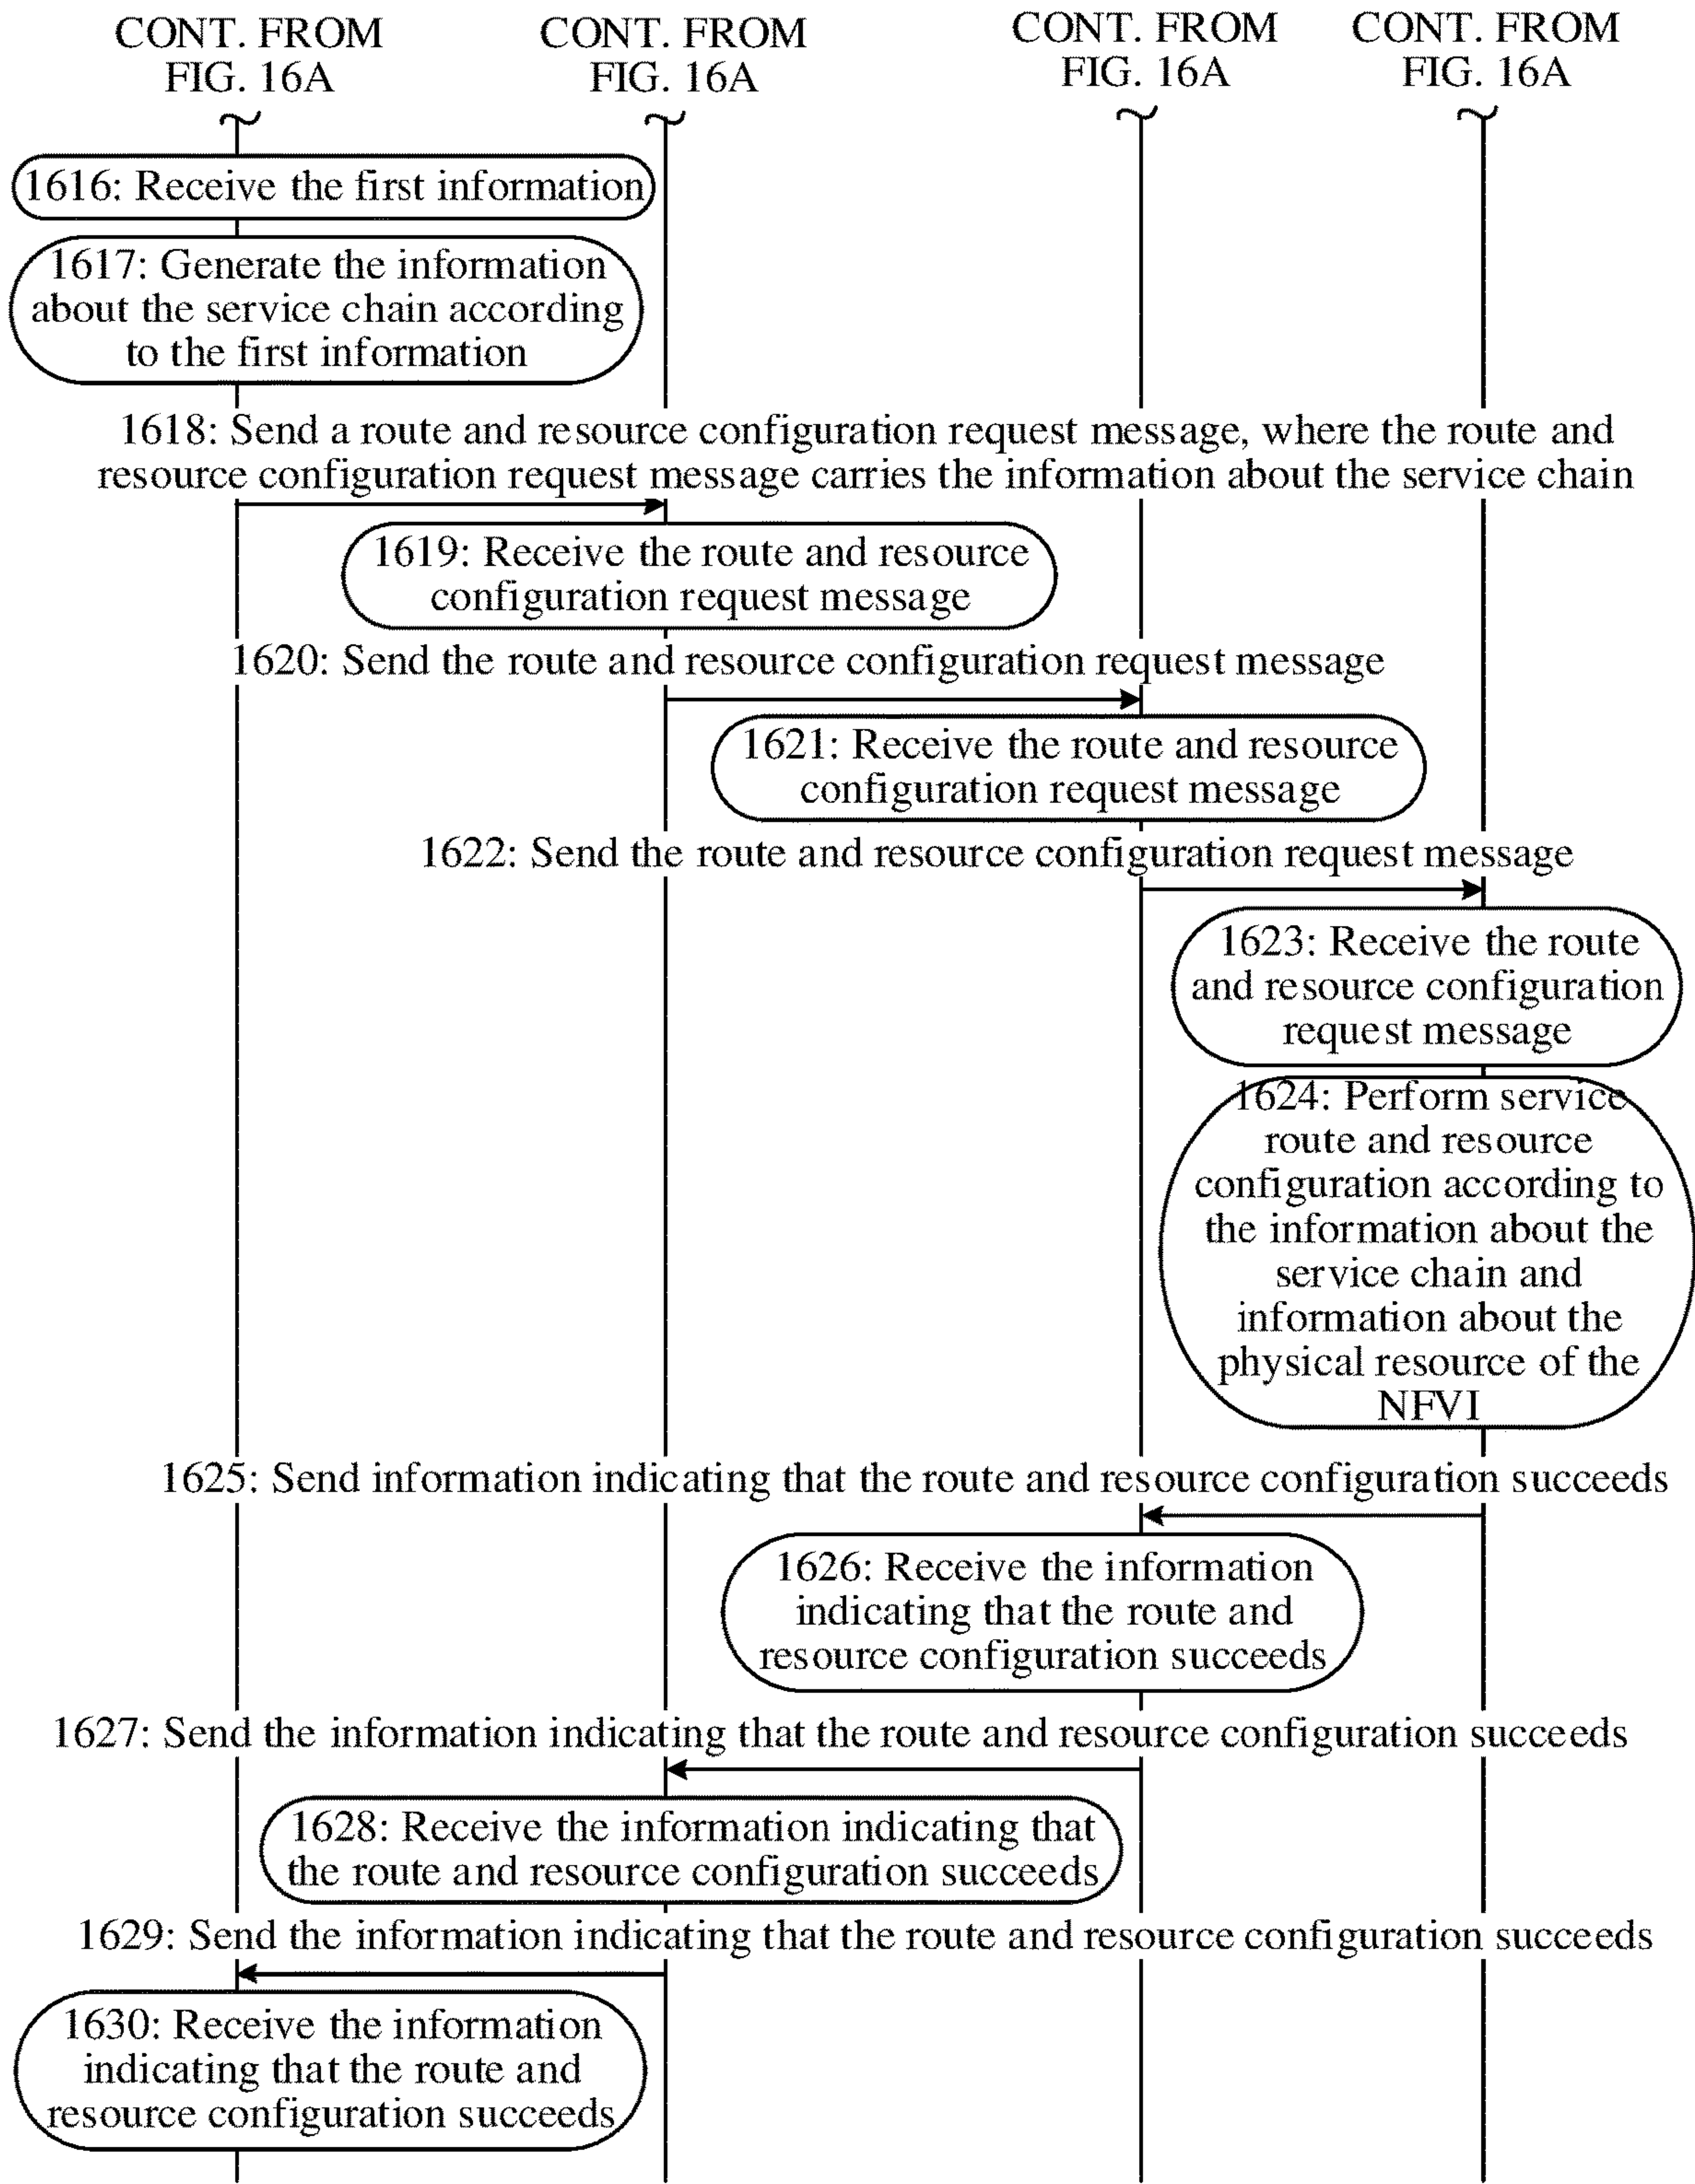 CONT. FROM
FIG. 16A
CONT. FROM
FIG. 16A
CONT. FROM
FIG. 16A
CONT. FROM
FIG. 16A
1616: Receive the first information
1617: Generate the information
about the service chain according
to the first information
1618: Send a route and resource configuration request message, where the route and
resource configuration request message carries the information about the service chain
1619: Receive the route and resource
configuration request message
1620: Send the route and resource configuration request message
1621: Receive the route and resource
configuration request message
1622: Send the route and resource configuration request message
1623: Receive the route
and resource configuration
request message
1624: Perform service
route and resource
configuration according to
the information about the
service chain and
information about the
physical resource of the
NFVI
1625: Send information indicating that the route and resource configuration succeeds
1626: Receive the information
indicating that the route and
resource configuration succeeds
1627: Send the information indicating that the route and resource configuration succeeds
1628: Receive the information indicating that
the route and resource configuration succeeds
1629: Send the information indicating that the route and resource configuration succeeds
1630: Receive the information
indicating that the route and
resource configuration succeeds